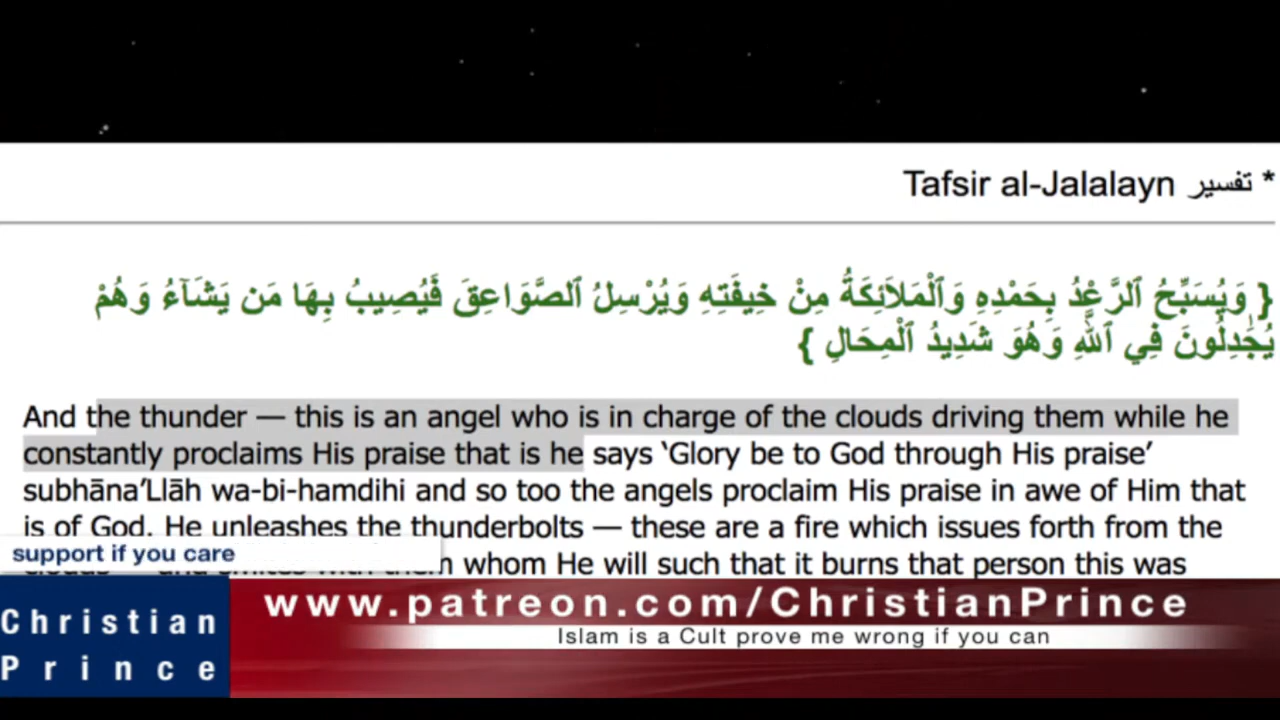 Tafsir al-Jalalayn تفسير *
{ وَيُسَبِّحُ ٱلرَّعْدُ بِحَمْدِهِ وَٱلْمَلاَئِكَةُ مِنْ خِيفَتِهِ وَيُرْسِلُ ٱلصَّوَاعِقَ فَيُصِيبُ بِهَا مَن يَشَآءُ وَهُمْ
يُجَٰدِلُونَ فِي ٱللَّهِ وَهُوَ شَدِيدُ ٱلْمِحَالِ }
And the thunder — this is an angel who is in charge of the clouds driving them while he
constantly proclaims His praise that is he says ‘Glory be to God through His praise’
subhāna’Llāh wa-bi-hamdihi and so too the angels proclaim His praise in awe of Him that
is of God. He unleashes the thunderbolts — these are a fire which issues forth from the
whom He will such that it burns that person this was
support if you care
Christian
Prince
www.patreon.com/ChristianPrince
Islam is a Cult prove me wrong if you can